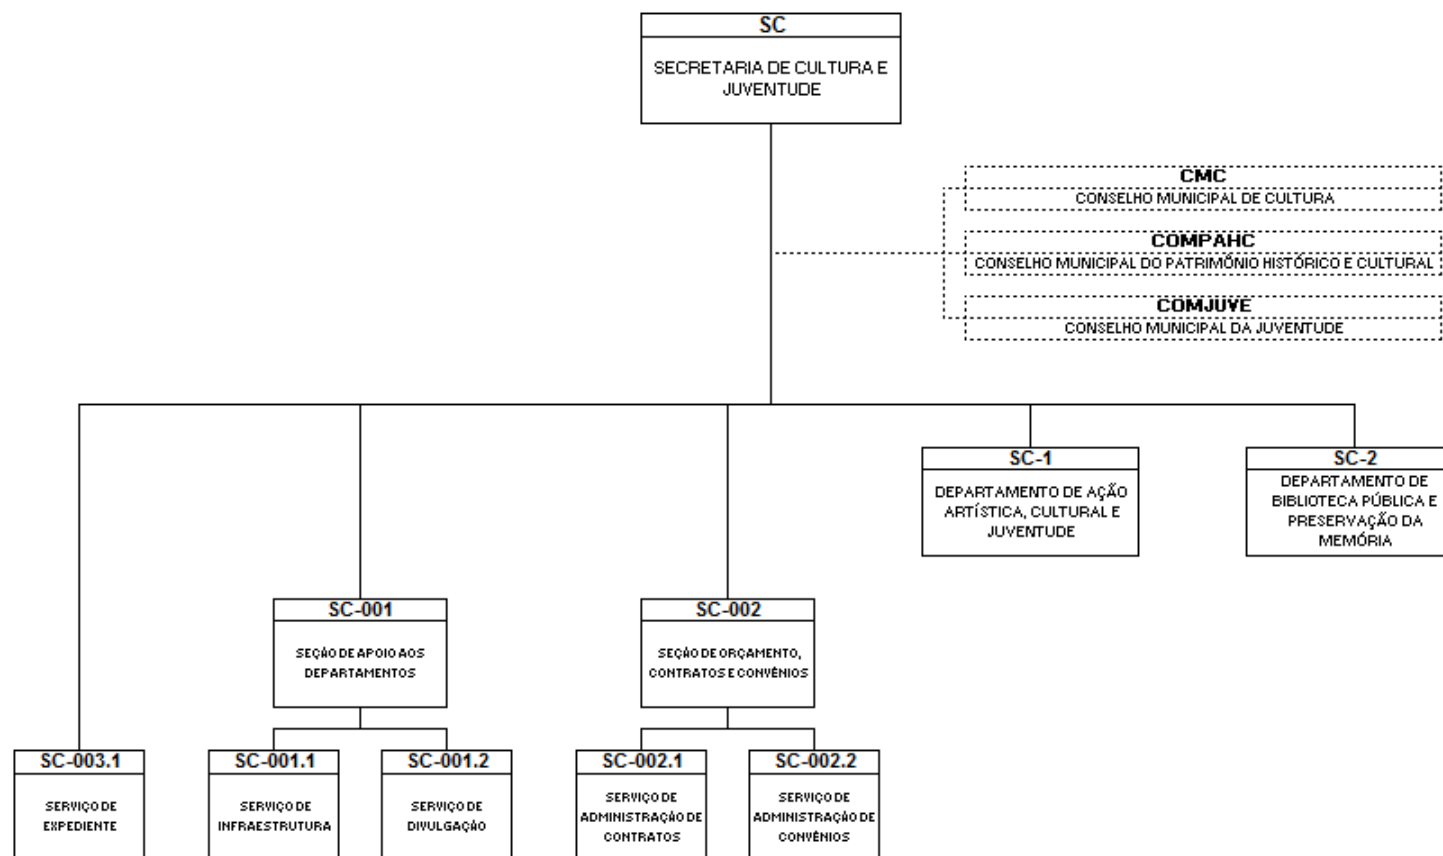 SC
SECRETARIA DE CULTURA E
JUVENTUDE
CMC
CONSELHO MUNICIPAL DE CULTURA
COMPAHC
CONSELHO MUNICIPAL DO PATRIMÔNIO HISTÓRICO E CULTURAL
COMJUVE
CONSELHO MUNICIPAL DA JUVENTUDE
SC-1
DEPARTAMENTO DE AÇÃO
ARTÍSTICA, CULTURAL E
JUVENTUDE
SC-2
DEPARTAMENTO DE
BIBLIOTECA PÚBLICA E
PRESERVAÇÃO DA
MEMÓRIA
SC-001
SEÇÃO DE APOIO AOS
DEPARTAMENTOS
SC-002
SEÇÃO DE ORÇAMENTO,
CONTRATOS E CONVÊNIOS
SC-003.1
SERVIÇO DE
EXPEDIENTE
SC-001.1
SERVIÇO DE
INFRAESTRUTURA
SC-001.2
SERVIÇO DE
DIVULGAÇÃO
SC-002.1
SERVIÇO DE
ADMINISTRAÇÃO DE
CONTRATOS
SC-002.2
SERVIÇO DE
ADMINISTRAÇÃO DE
CONVÊNIOS